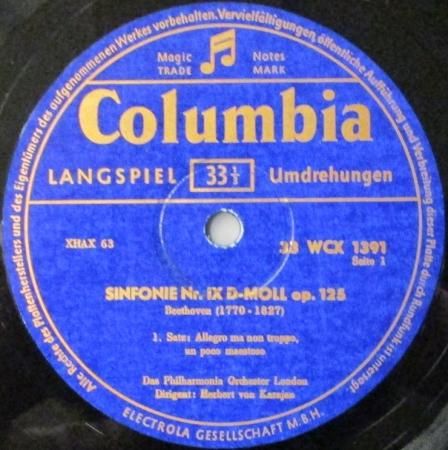 Alle Rechte des Plattenherstellers und des Eigentümers des aufgenommenen Werkes vorbehalten. Vervielfältigungen, öffentliche Aufführung und Verbreitung dieser Platte durch Rundfunk ist untersagt
Magic Notes
TRADE MARK
Columbia
LANGSPIEL 33⅓ Umdrehungen
XHAX 63 33 WCX 1391
Seite 1
SINFONIE Nr. IX D-MOLL op. 125
Beethoven (1770-1827)
1. Satz: Allegro ma non troppo,
un poco maestoso
Das Philharmonia Orchester London
Dirigent: Herbert von Karajan
ELECTROLA GESELLSCHAFT M.B.H.